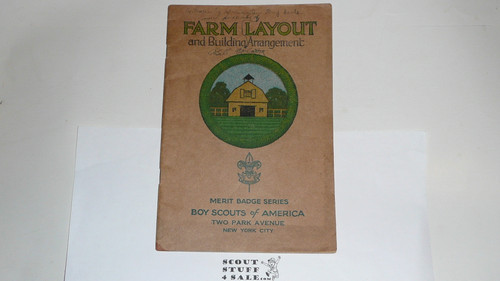 FARM LAYOUT
and Building Arrangement
MERIT BADGE SERIES
BOY SCOUTS of AMERICA
TWO PARK AVENUE
NEW YORK CITY
SCOUT
STUFF
4 SALE.com